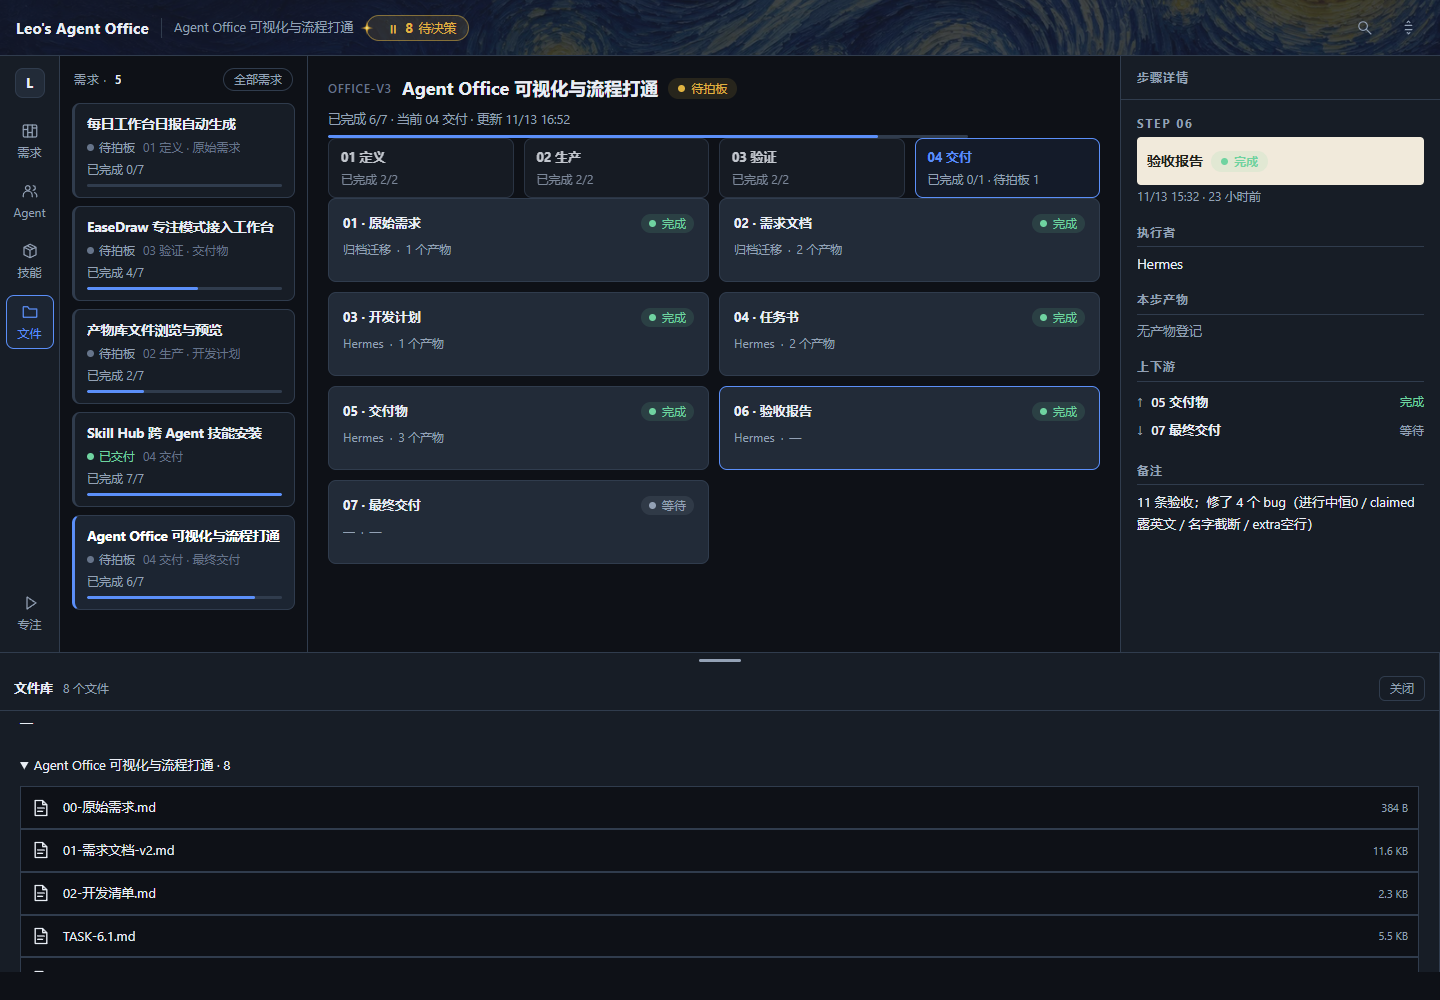 Leo's Agent Office
Agent Office 可视化与流程打通
8 待决策
L
需求
Agent
技能
文件
专注
需求 · 5
全部需求
每日工作台日报自动生成
待拍板 01 定义 · 原始需求
已完成 0/7
EaseDraw 专注模式接入工作台
待拍板 03 验证 · 交付物
已完成 4/7
产物库文件浏览与预览
待拍板 02 生产 · 开发计划
已完成 2/7
Skill Hub 跨 Agent 技能安装
已交付 04 交付
已完成 7/7
Agent Office 可视化与流程打通
待拍板 04 交付 · 最终交付
已完成 6/7
OFFICE-V3 Agent Office 可视化与流程打通 待拍板
已完成 6/7 · 当前 04 交付 · 更新 11/13 16:52
01 定义
已完成 2/2
02 生产
已完成 2/2
03 验证
已完成 2/2
04 交付
已完成 0/1 · 待拍板 1
01 · 原始需求 完成
归档迁移 · 1 个产物
02 · 需求文档 完成
归档迁移 · 2 个产物
03 · 开发计划 完成
Hermes · 1 个产物
04 · 任务书 完成
Hermes · 2 个产物
05 · 交付物 完成
Hermes · 3 个产物
06 · 验收报告 完成
Hermes · —
07 · 最终交付 等待
— · —
步骤详情
STEP 06
验收报告 完成
11/13 15:32 · 23 小时前
执行者
Hermes
本步产物
无产物登记
上下游
↑ 05 交付物 完成
↓ 07 最终交付 等待
备注
11 条验收；修了 4 个 bug（进行中恒0 / claimed
露英文 / 名字截断 / extra空行）
文件库 8 个文件
关闭
—
▼ Agent Office 可视化与流程打通 · 8
00-原始需求.md 384 B
01-需求文档-v2.md 11.6 KB
02-开发清单.md 2.3 KB
TASK-6.1.md 5.5 KB